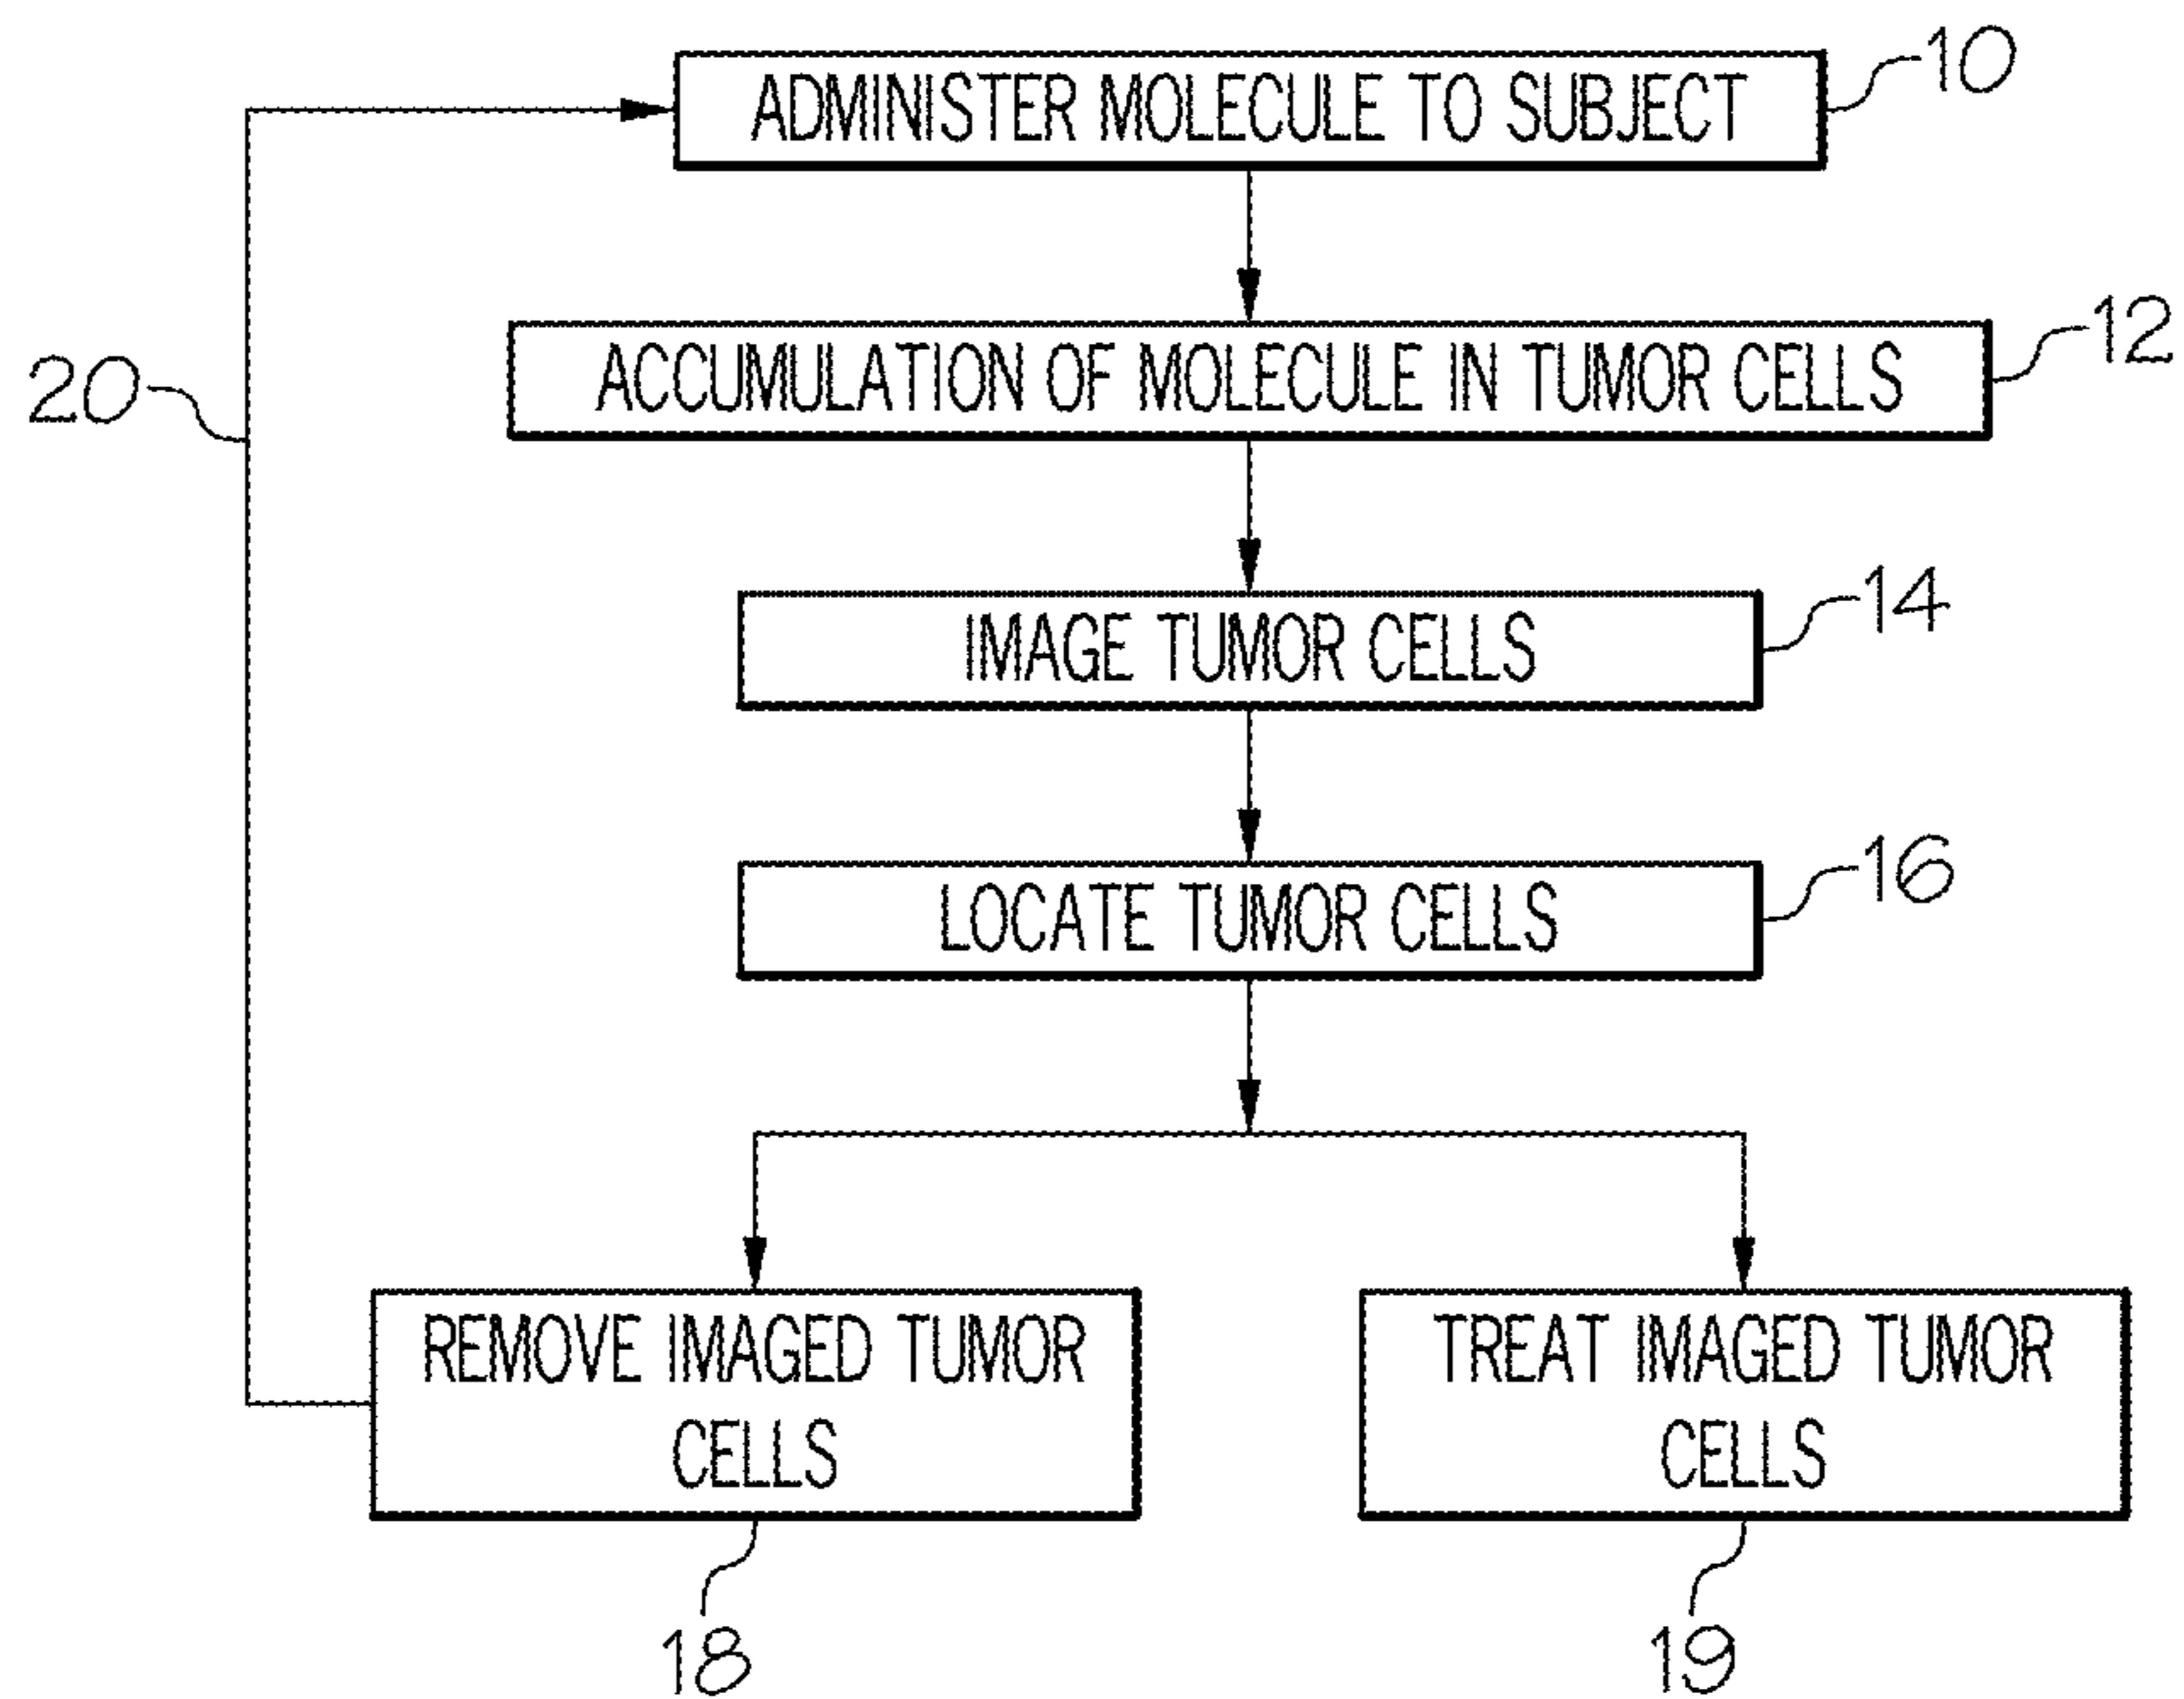 ADMINISTER MOLECULE TO SUBJECT
10
ACCUMULATION OF MOLECULE IN TUMOR CELLS
12
20
IMAGE TUMOR CELLS
14
LOCATE TUMOR CELLS
16
REMOVE IMAGED TUMOR
CELLS
18
TREAT IMAGED TUMOR
CELLS
19